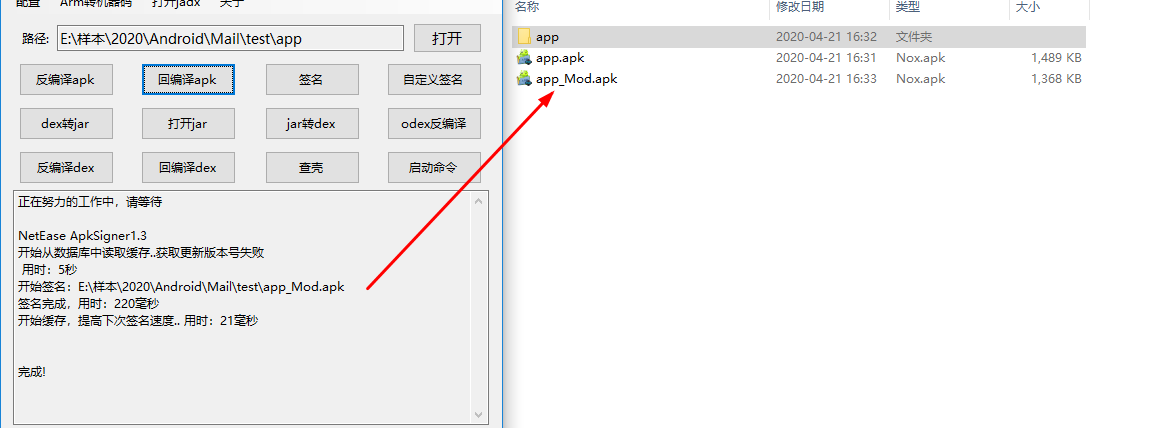 配置 Arm转机器码 打开jadx 关于
路径: E:\样本\2020\Android\Mail\test\app 打开
反编译apk 回编译apk 签名 自定义签名
dex转jar 打开jar jar转dex odex反编译
反编译dex 回编译dex 查壳 启动命令
正在努力的工作中，请等待
NetEase ApkSigner1.3
开始从数据库中读取缓存..获取更新版本号失败
用时：5秒
开始签名：E:\样本\2020\Android\Mail\test\app_Mod.apk
签名完成，用时：220毫秒
开始缓存，提高下次签名速度.. 用时：21毫秒
完成!
名称 修改日期 类型 大小
app 2020-04-21 16:32 文件夹
app.apk 2020-04-21 16:31 Nox.apk 1,489 KB
app_Mod.apk 2020-04-21 16:33 Nox.apk 1,368 KB